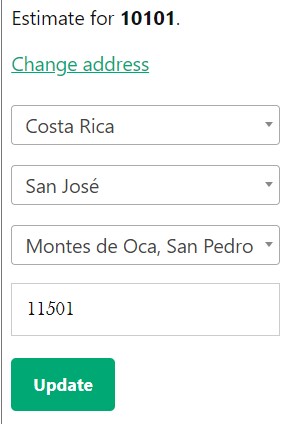 Estimate for 10101.
Change address
Costa Rica
San José
Montes de Oca, San Pedro
11501
Update